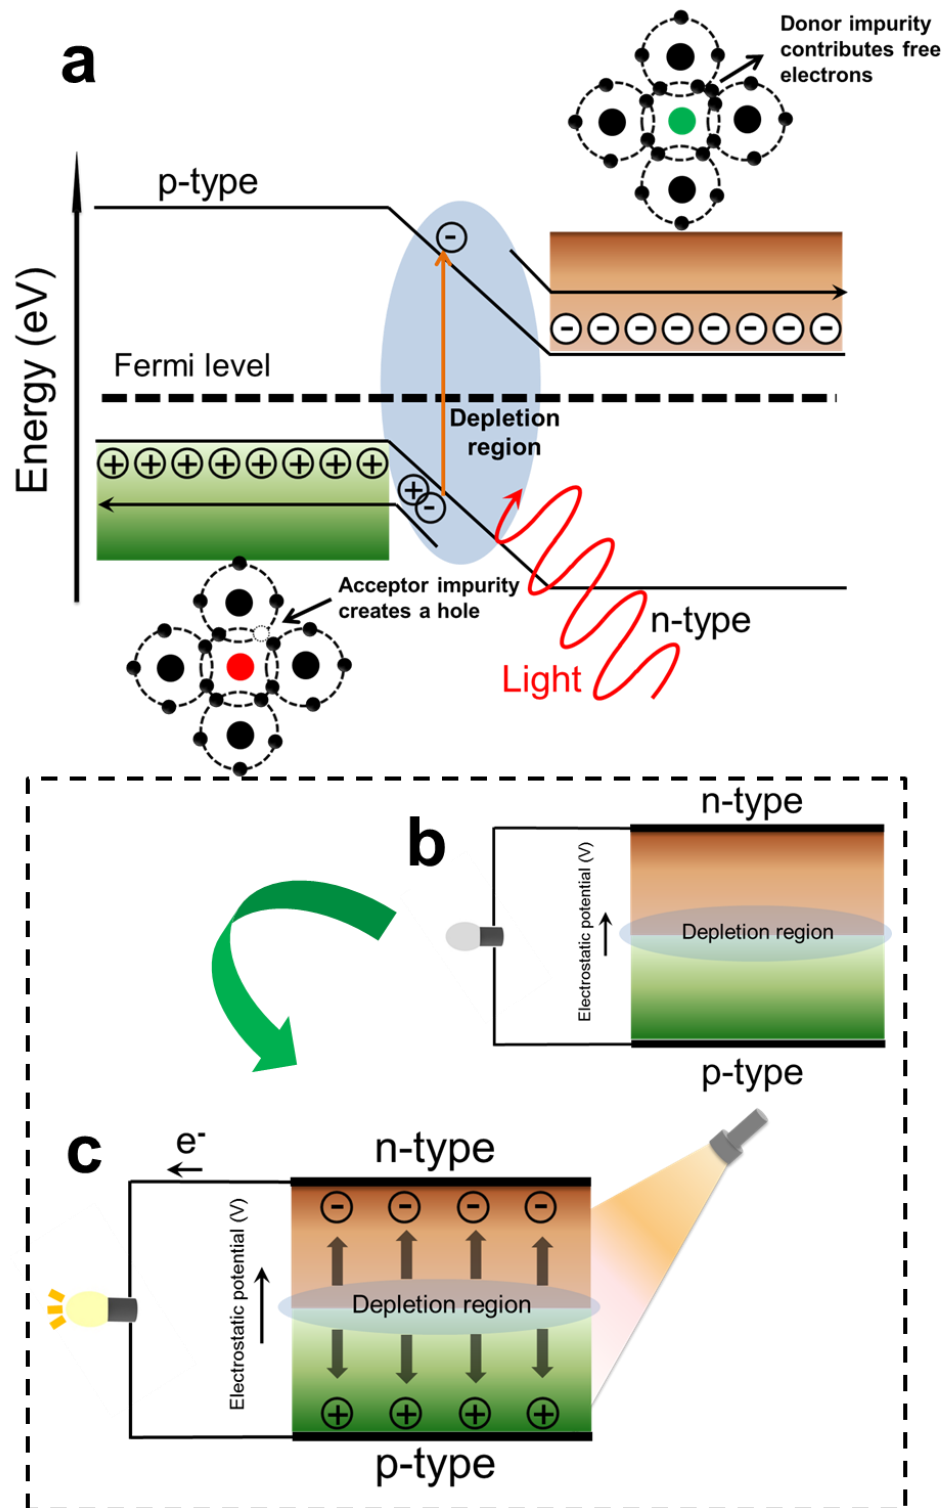 a
Donor impurity
contributes free
electrons
p-type
Energy (eV)
Fermi level
Depletion
region
Acceptor impurity
creates a hole
n-type
Light
b
n-type
Electrostatic potential (V)
Depletion region
p-type
c
e-
n-type
Electrostatic potential (V)
Depletion region
p-type